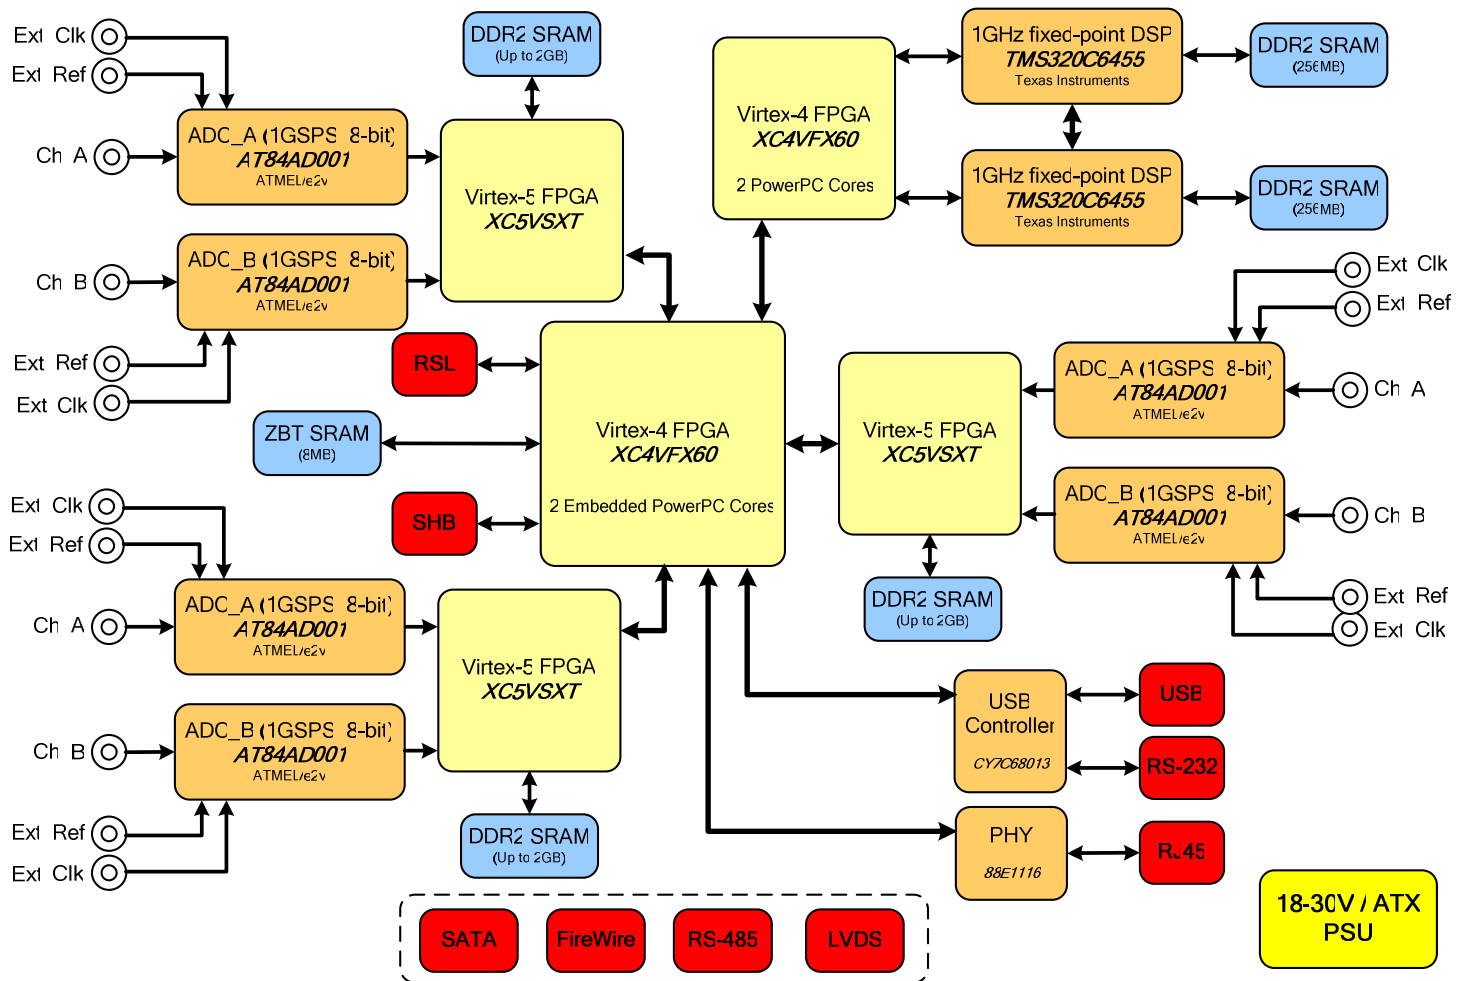 Ext Clk
Ext Ref
Ch A
ADC_A (1GSPS 8-bit)
AT84AD001
ATMEL/e2v
Ch B
ADC_B (1GSPS 8-bit)
AT84AD001
ATMEL/e2v
Ext Ref
Ext Clk
DDR2 SRAM
(Up to 2GB)
Virtex-5 FPGA
XC5VSXT
Virtex-4 FPGA
XC4VFX60
2 PowerPC Cores
1GHz fixed-point DSP
TMS320C6455
Texas Instruments
DDR2 SRAM
(256MB)
1GHz fixed-point DSP
TMS320C6455
Texas Instruments
DDR2 SRAM
(256MB)
RSL
ZBT SRAM
(8MB)
SHB
Virtex-4 FPGA
XC4VFX60
2 Embedded PowerPC Cores
Virtex-5 FPGA
XC5VSXT
DDR2 SRAM
(Up to 2GB)
Ext Clk
Ext Ref
ADC_A (1GSPS 8-bit)
AT84AD001
ATMEL/e2v
Ch A
ADC_B (1GSPS 8-bit)
AT84AD001
ATMEL/e2v
Ch B
Ext Ref
Ext Clk
Ext Clk
Ext Ref
Ch A
ADC_A (1GSPS 8-bit)
AT84AD001
ATMEL/e2v
Ch B
ADC_B (1GSPS 8-bit)
AT84AD001
ATMEL/e2v
Ext Ref
Ext Clk
Virtex-5 FPGA
XC5VSXT
DDR2 SRAM
(Up to 2GB)
USB
Controller
CY7C68013
USB
RS-232
PHY
88E1116
RJ45
SATA
FireWire
RS-485
LVDS
18-30V / ATX
PSU